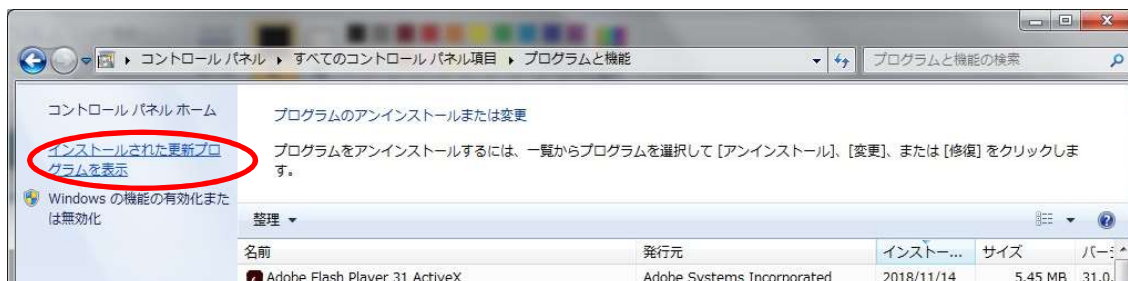 コントロール パネル ▸ すべてのコントロール パネル項目 ▸ プログラムと機能
プログラムと機能の検索
コントロール パネル ホーム
インストールされた更新プロ
グラムを表示
Windows の機能の有効化また
は無効化
プログラムのアンインストールまたは変更
プログラムをアンインストールするには、一覧からプログラムを選択して [アンインストール]、[変更]、または [修復] をクリックしま
す。
整理
名前 発行元 インストー... サイズ バージ
Adobe Flash Player 31 ActiveX Adobe Systems Incorporated 2018/11/14 5.45 MB 31.0.